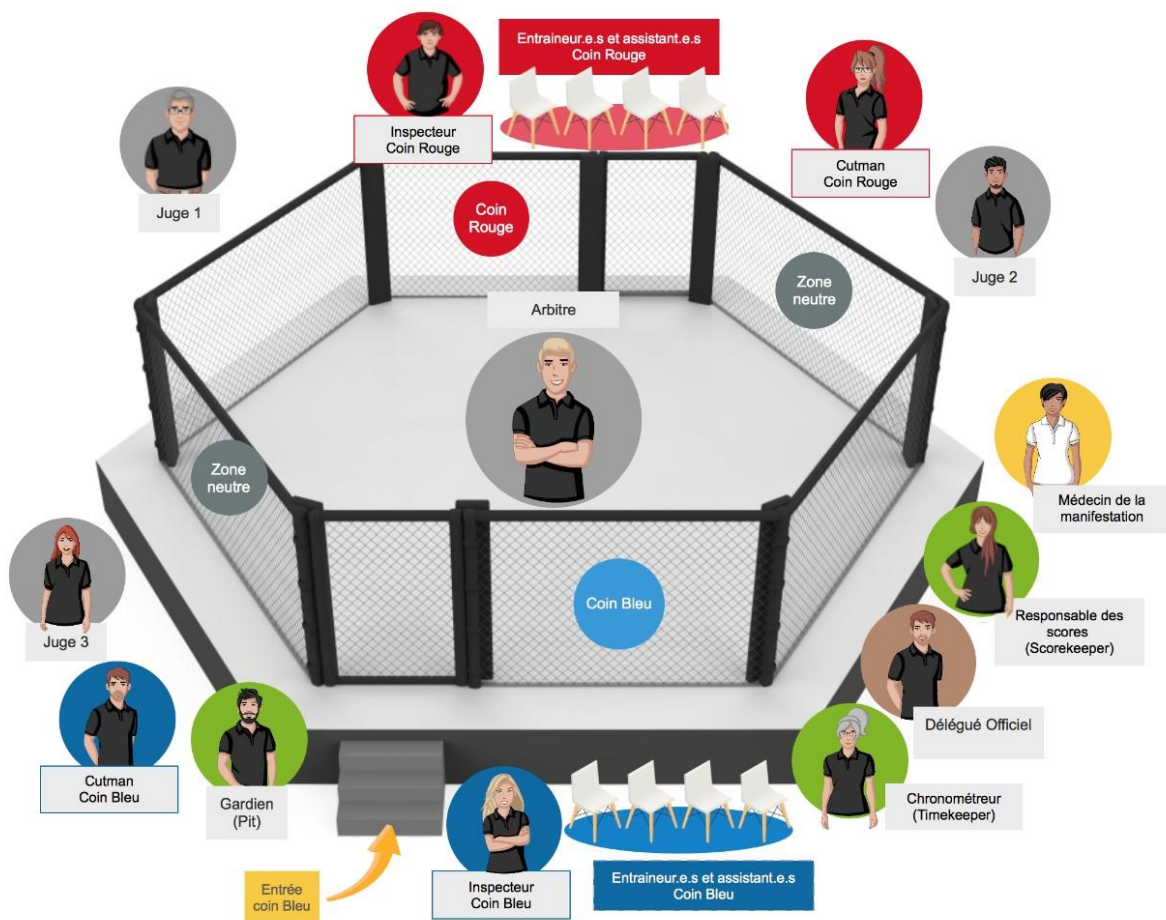 Entraineur.e.s et assistant.e.s
Coin Rouge
Inspecteur
Coin Rouge
Cutman
Coin Rouge
Juge 1
Coin
Rouge
Juge 2
Zone
neutre
Arbitre
Zone
neutre
Médecin de la
manifestation
Coin Bleu
Juge 3
Responsable des
scores
(Scorekeeper)
Délégué Officiel
Cutman
Coin Bleu
Gardien
(Pit)
Chronométreur
(Timekeeper)
Entrée
coin Bleu
Inspecteur
Coin Bleu
Entraineur.e.s et assistant.e.s
Coin Bleu